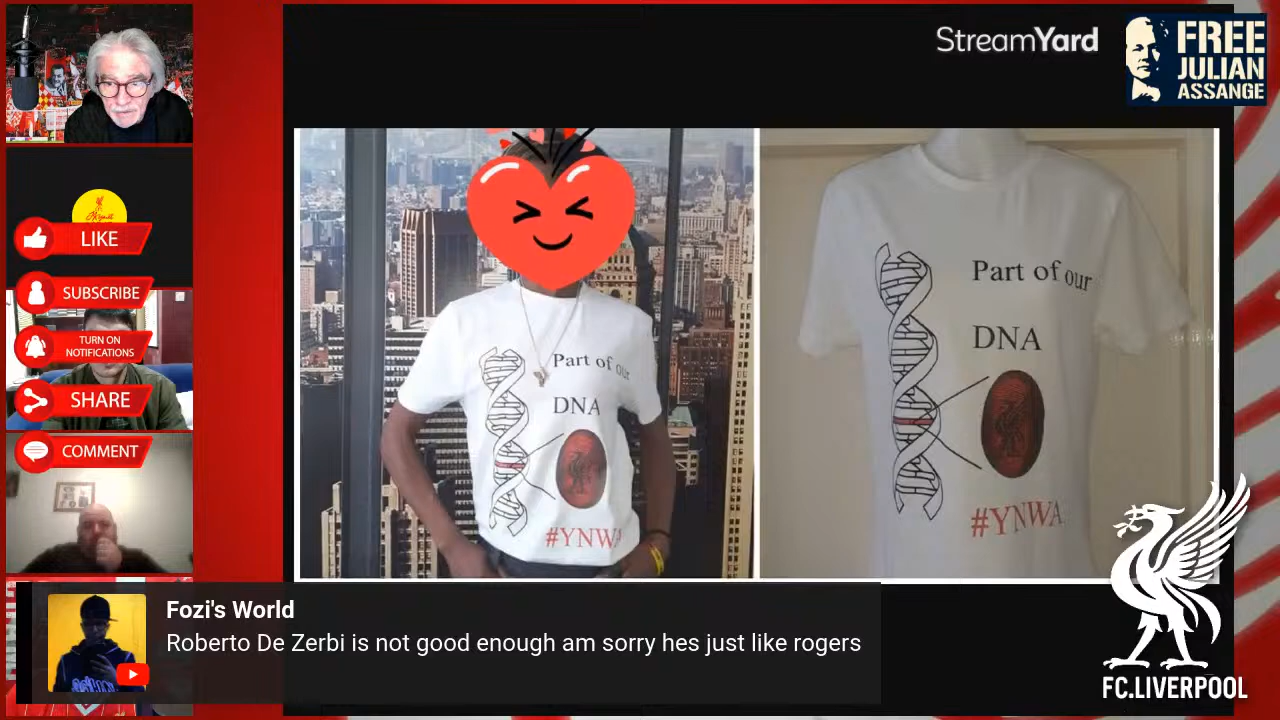 StreamYard
FREE
JULIAN
ASSANGE
LIKE
SUBSCRIBE
TURN ON
NOTIFICATIONS
SHARE
COMMENT
Part of our
DNA
#YNWA
Part of our
DNA
#YNWA
FC.LIVERPOOL
Fozi's World
Roberto De Zerbi is not good enough am sorry hes just like rogers